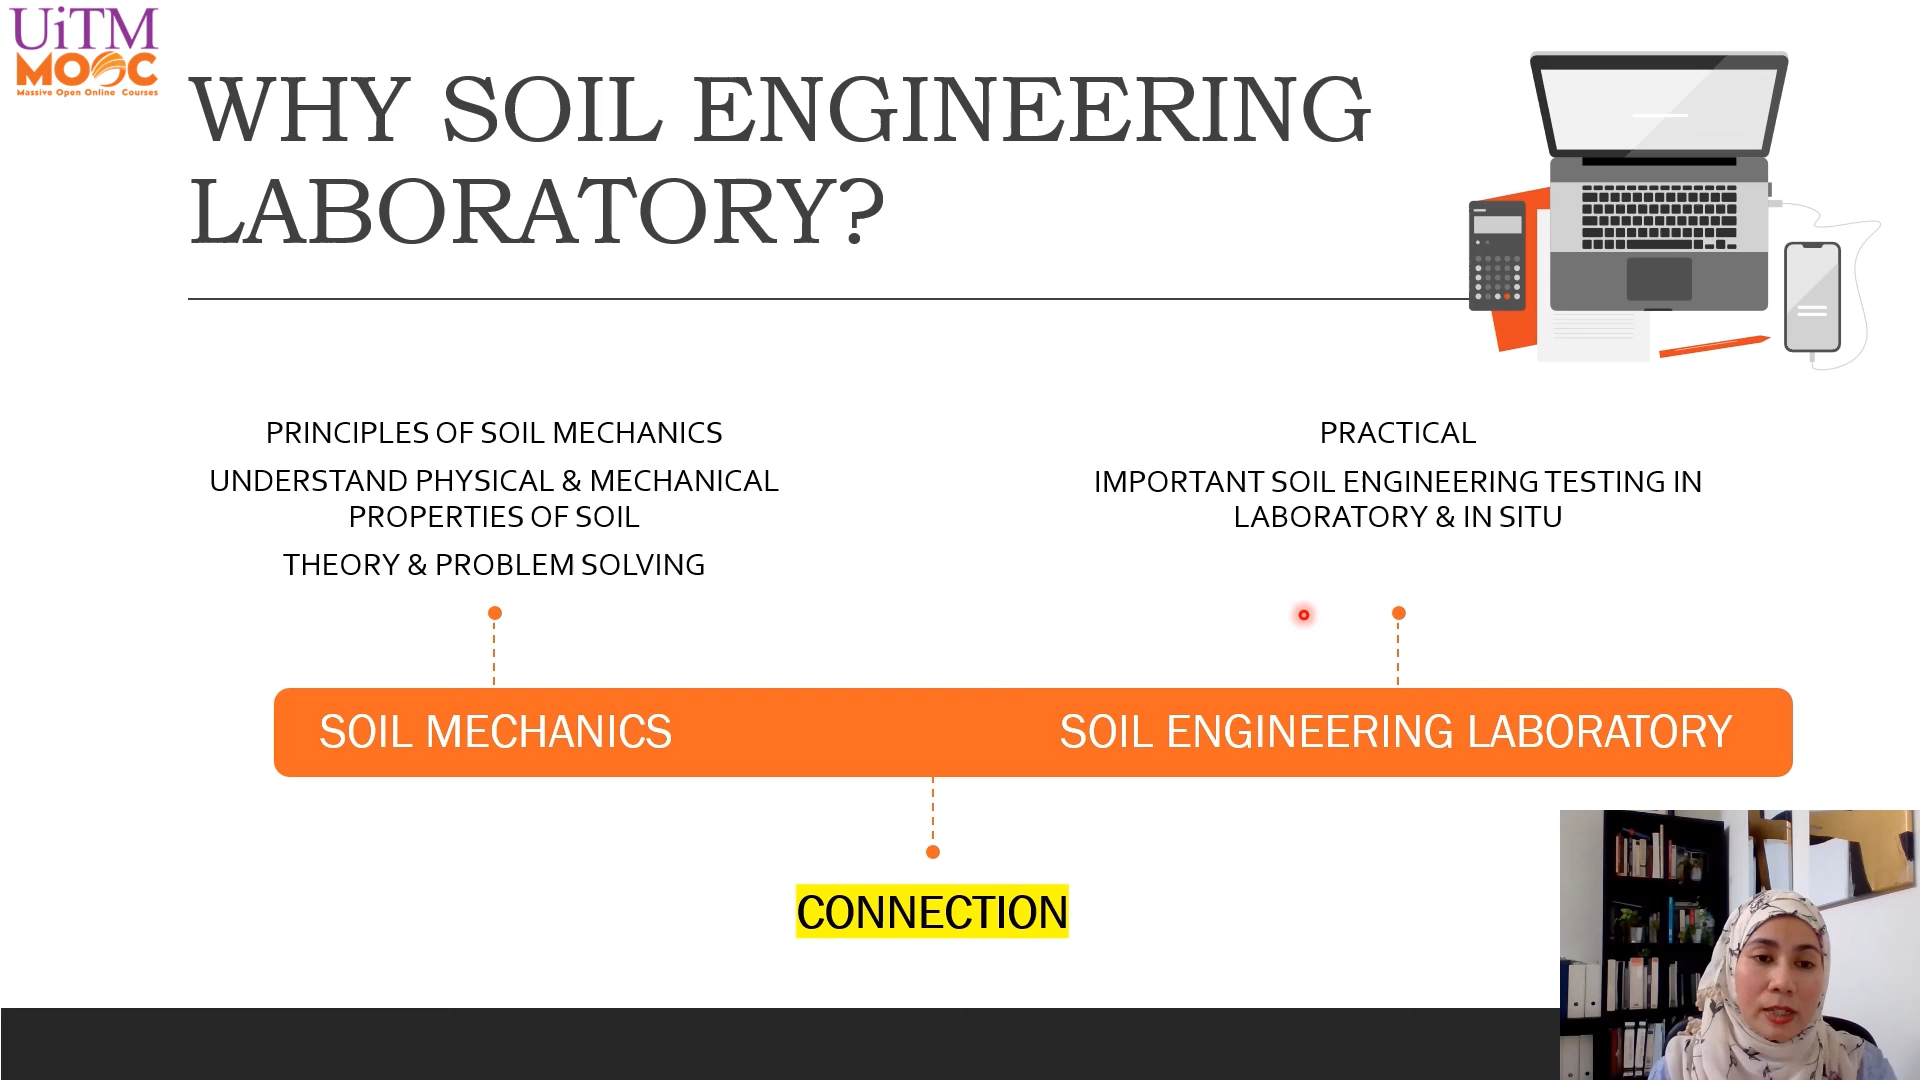 UiTM
MOOC
Massive Open Online Courses
WHY SOIL ENGINEERING
LABORATORY?
PRINCIPLES OF SOIL MECHANICS
UNDERSTAND PHYSICAL & MECHANICAL
PROPERTIES OF SOIL
THEORY & PROBLEM SOLVING
PRACTICAL
IMPORTANT SOIL ENGINEERING TESTING IN
LABORATORY & IN SITU
SOIL MECHANICS
SOIL ENGINEERING LABORATORY
CONNECTION